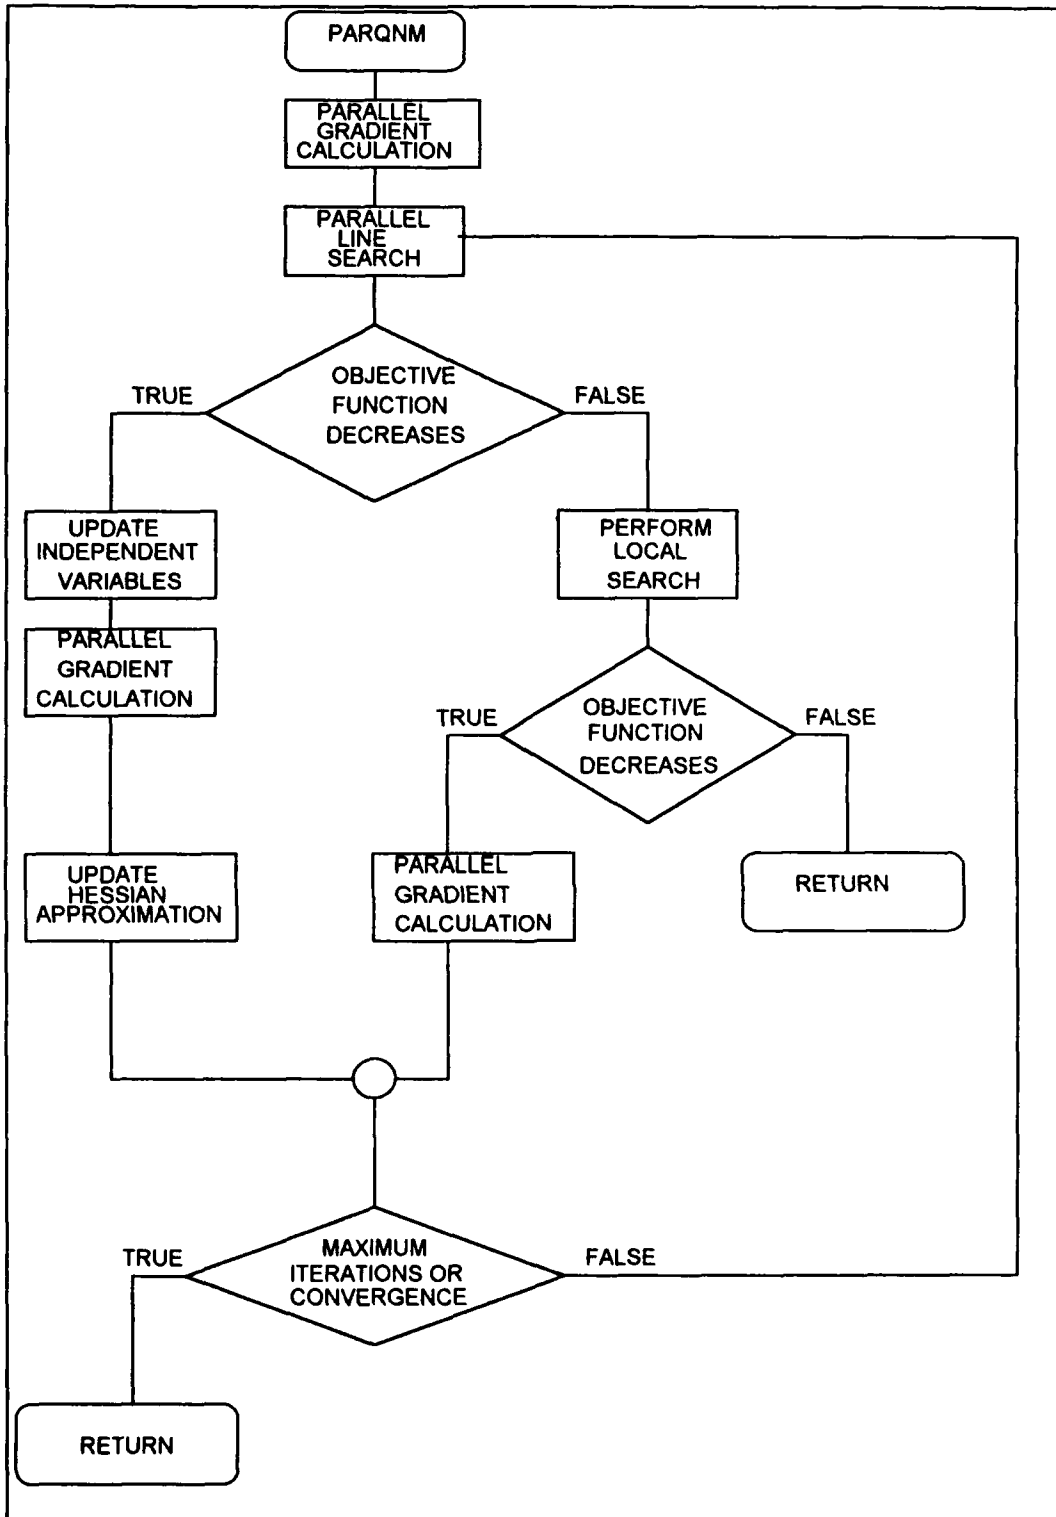 PARQNM
PARALLEL
GRADIENT
CALCULATION
PARALLEL
LINE
SEARCH
OBJECTIVE
FUNCTION
DECREASES
TRUE
FALSE
UPDATE
INDEPENDENT
VARIABLES
PERFORM
LOCAL
SEARCH
PARALLEL
GRADIENT
CALCULATION
OBJECTIVE
FUNCTION
DECREASES
TRUE
FALSE
UPDATE
HESSIAN
APPROXIMATION
PARALLEL
GRADIENT
CALCULATION
RETURN
MAXIMUM
ITERATIONS OR
CONVERGENCE
TRUE
FALSE
RETURN